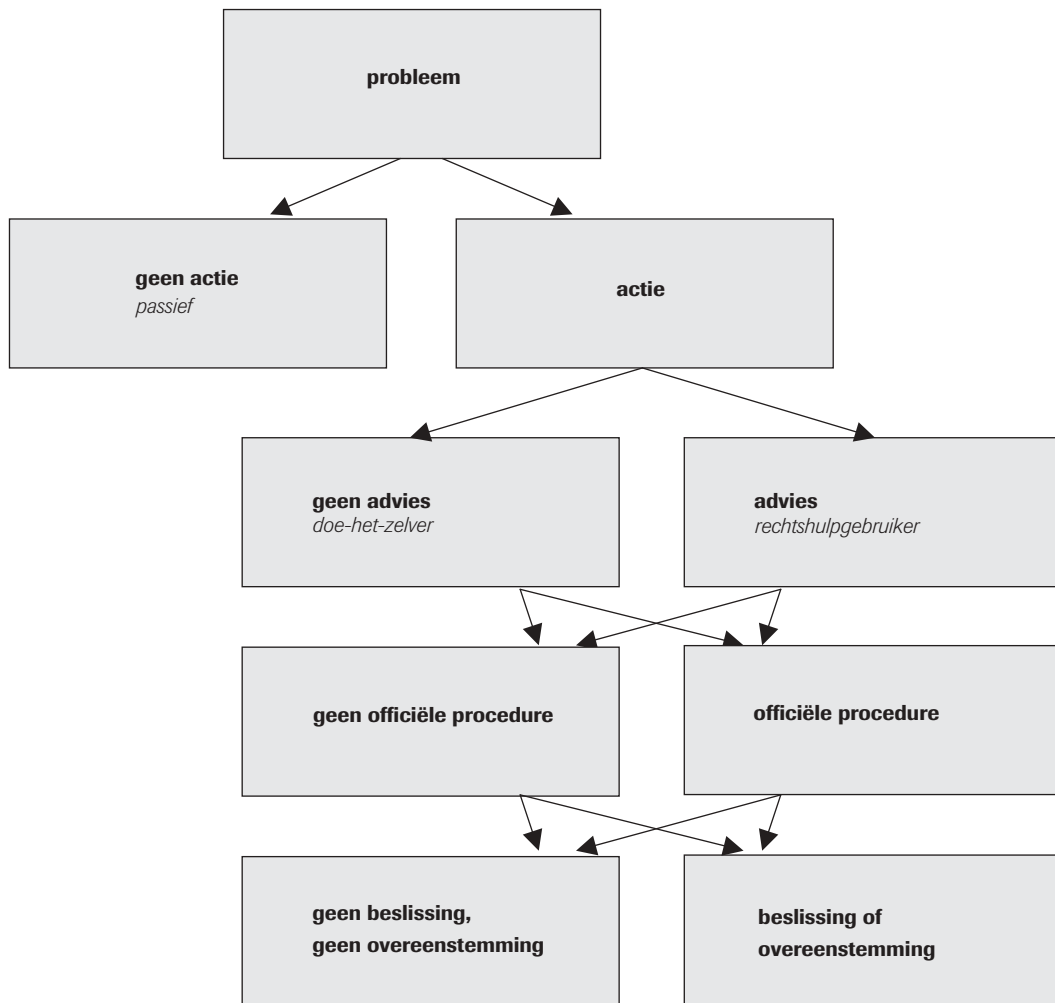 probleem
geen actie
passief
actie
geen advies
doe-het-zelver
advies
rechtshulpgebruiker
geen officiële procedure
officiële procedure
geen beslissing,
geen overeenstemming
beslissing of
overeenstemming